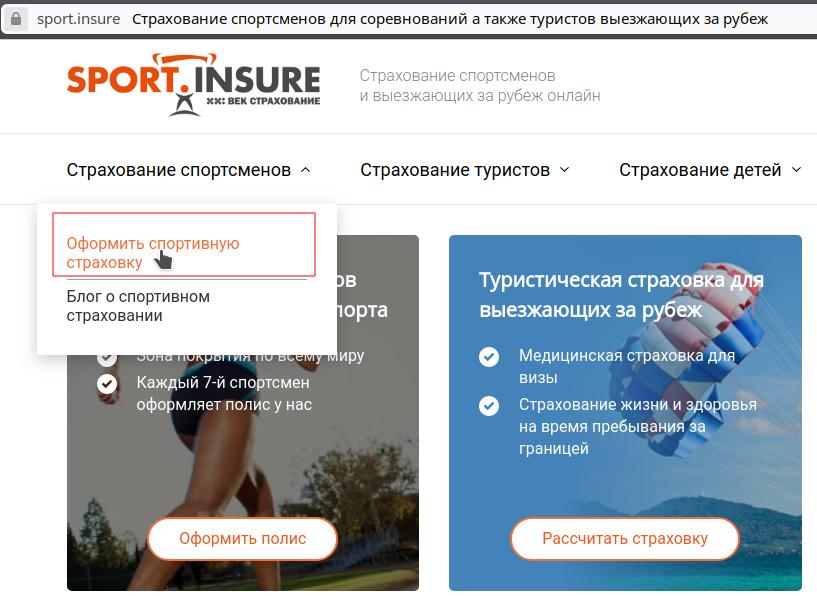 sport.insure Страхование спортсменов для соревнований а также туристов выезжающих за рубеж
SPORT.INSURE
XXI ВЕК СТРАХОВАНИЕ
Страхование спортсменов
и выезжающих за рубеж онлайн
Страхование спортсменов
Страхование туристов
Страхование детей
Оформить спортивную
страховку
Блог о спортивном
страховании
ов
порта
Зона покрытия по всему миру
Каждый 7-й спортсмен
оформляет полис у нас
Оформить полис
Туристическая страховка для
выезжающих за рубеж
Медицинская страховка для
визы
Страхование жизни и здоровья
на время пребывания за
границей
Рассчитать страховку